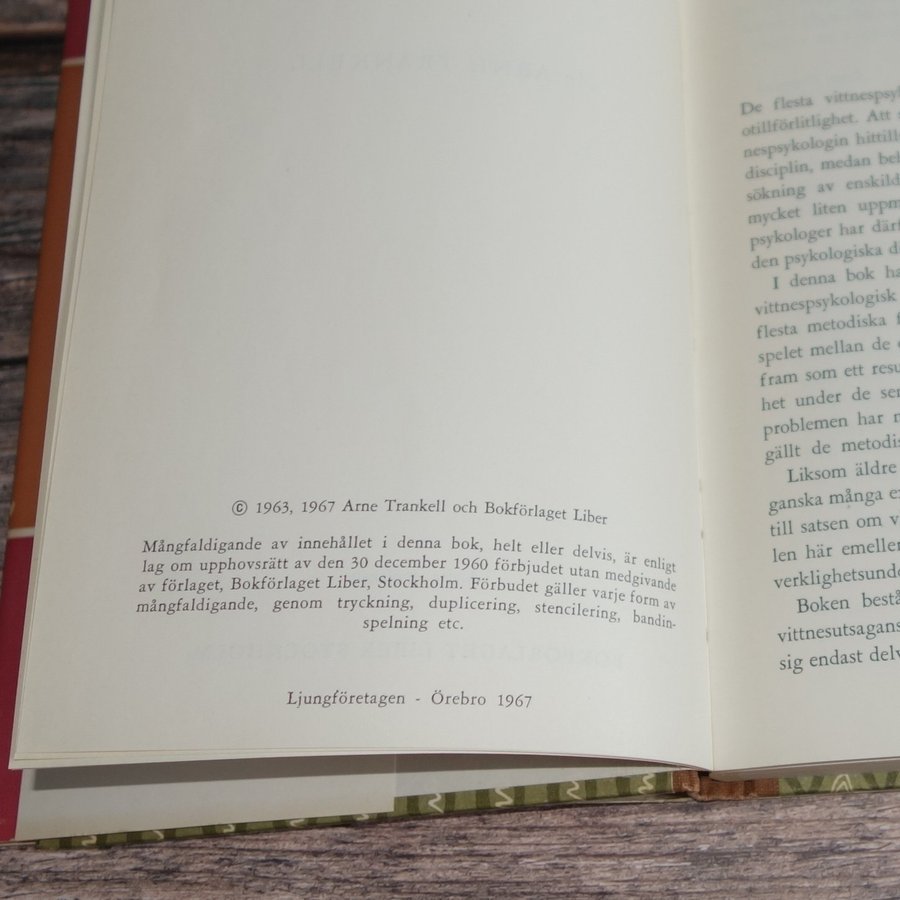 © 1963, 1967 Arne Trankell och Bokförlaget Liber
Mångfaldigande av innehållet i denna bok, helt eller delvis, är enligt
lag om upphovsrätt av den 30 december 1960 förbjudet utan medgivande
av förlaget, Bokförlaget Liber, Stockholm. Förbudet gäller varje form av
mångfaldigande, genom tryckning, duplicering, stencilering, bandin-
spelning etc.
Ljungföretagen - Örebro 1967
De flesta vittnespsy
otillförlitlighet. Att
nespsykologin hittill
disciplin, medan be
sökning av enskild
mycket liten uppm
psykologer har där
den psykologiska d
I denna bok ha
vittnespsykologisk
flesta metodiska f
spelet mellan de
fram som ett resu
het under de se
problemen har
gällt de metodis
Liksom äldre
ganska många e
till satsen om v
len här emeller
verklighetsunde
Boken bestå
vittnesutsagans
sig endast delv